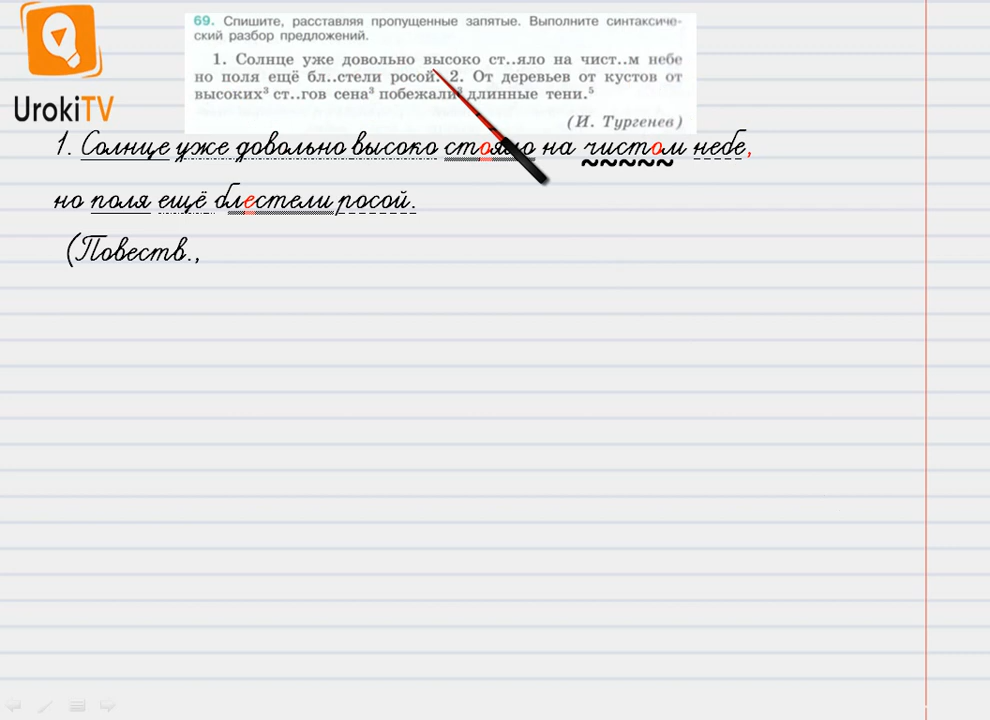 UrokiTV
69. Спишите, расставляя пропущенные запятые. Выполните синтаксиче-
ский разбор предложений.
1. Солнце уже довольно высоко ст..яло на чист..м небе
но поля ещё бл..стели росой. 2. От деревьев от кустов от
высоких³ ст..гов сена³ побежали³ длинные тени.⁵
(И. Тургенев)
1. Солнце уже довольно высоко стояло на чистом небе,
но поля ещё блестели росой.
(Повеств.,